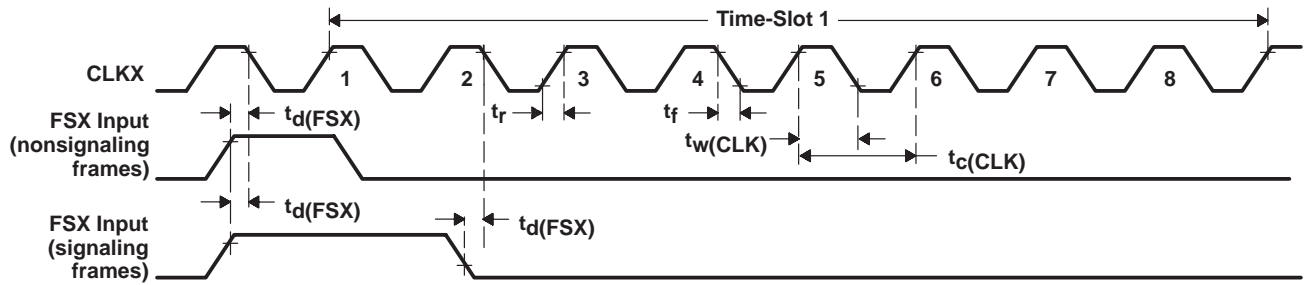 Time-Slot 1
CLKX
1 2 3 4 5 6 7 8
td(FSX)
tr
tf
tw(CLK)
tc(CLK)
FSX Input
(nonsignaling
frames)
td(FSX)
td(FSX)
FSX Input
(signaling
frames)